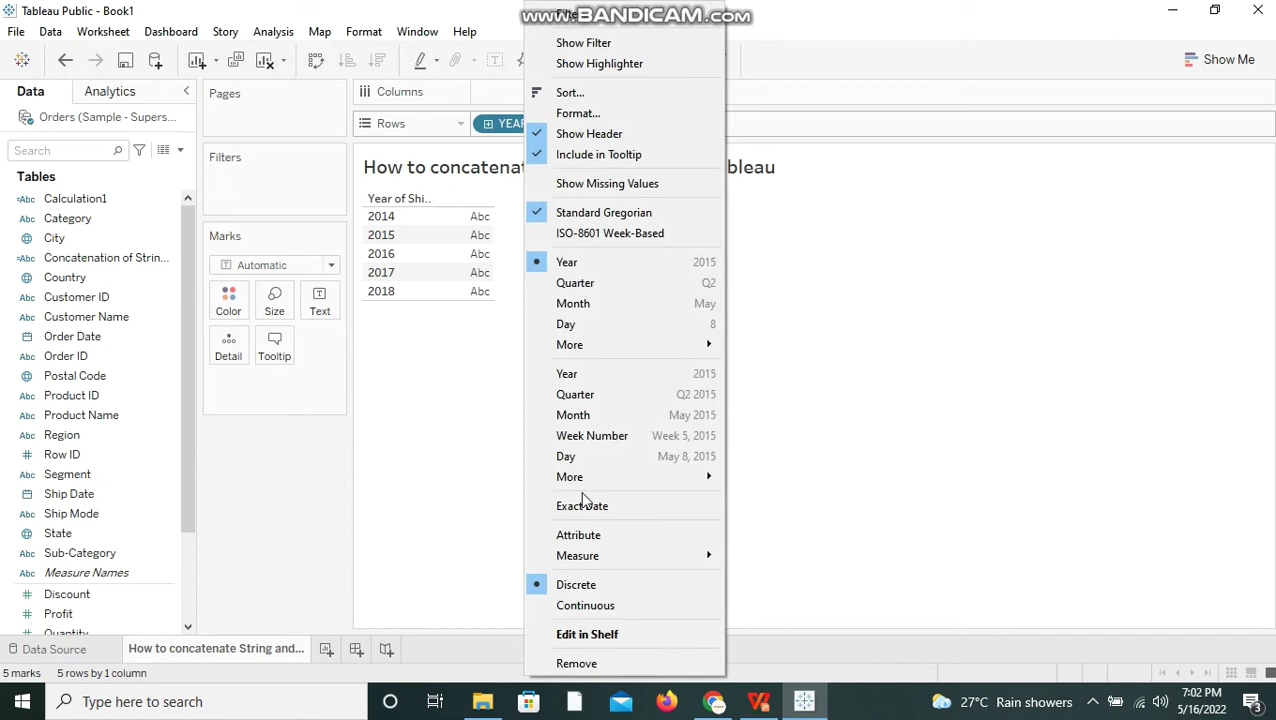 Tableau Public - Book1
www.BANDICAM.com
File Data Worksheet Dashboard Story Analysis Map Format Window Help
Show Me
Data Analytics
Orders (Sample - Supers...
Search
Tables
Calculation1
Category
City
Concatenation of Strin...
Country
Customer ID
Customer Name
Order Date
Order ID
Postal Code
Product ID
Product Name
Region
Row ID
Segment
Ship Date
Ship Mode
State
Sub-Category
Measure Names
Discount
Profit
Quantity
Pages
Filters
Marks
Automatic
Color Size Text
Detail Tooltip
Columns
Rows YEAR
How to concatena tableau
Year of Shi..
2014 Abc
2015 Abc
2016 Abc
2017 Abc
2018 Abc
Show Filter
Show Highlighter
Sort...
Format...
Show Header
Include in Tooltip
Show Missing Values
Standard Gregorian
ISO-8601 Week-Based
Year 2015
Quarter Q2
Month May
Day 8
More
Year 2015
Quarter Q2 2015
Month May 2015
Week Number Week 5, 2015
Day May 8, 2015
More
Exact Date
Attribute
Measure
Discrete
Continuous
Edit in Shelf
Remove
Data Source How to concatenate String and...
5 marks 5 rows by 1 column
Type here to search
27°C Rain showers
7:02 PM
5/16/2022
3